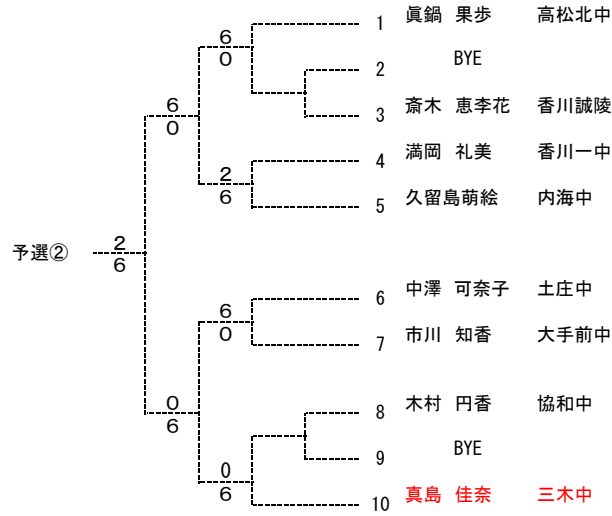 6
0
1 眞鍋 果歩 高松北中
2 BYE
3 斎木 恵李花 香川誠陵
6
0
2
6
4 満岡 礼美 香川一中
5 久留島萌絵 内海中
予選②
2
6
6 中澤 可奈子 土庄中
6
0
7 市川 知香 大手前中
0
6
8 木村 円香 協和中
9 BYE
0
6
10 真島 佳奈 三木中